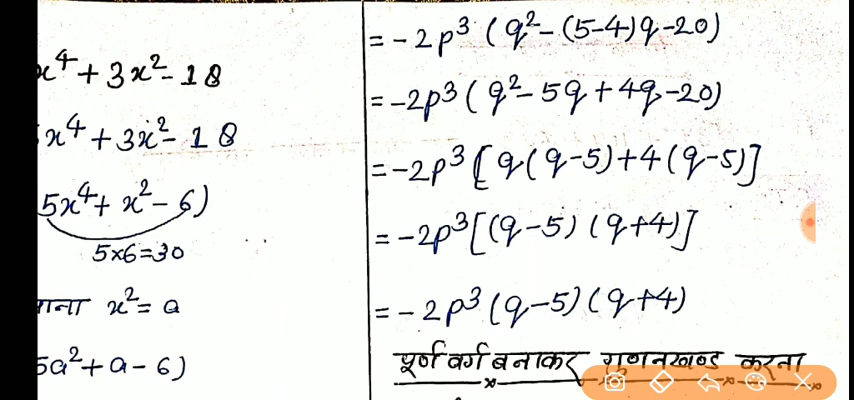 x⁴ + 3x² - 18
x⁴ + 3x² - 18
5x⁴ + x² - 6)
5×6=30
माना x² = a
5a² + a - 6)
= -2p³ (q² - (5-4)q - 20)
= -2p³ (q² - 5q + 4q - 20)
= -2p³ [q(q-5) + 4(q-5)]
= -2p³ [(q-5) (q+4)]
= -2p³ (q-5) (q+4)
पूर्ण वर्ग बनाकर गुणनखण्ड करना